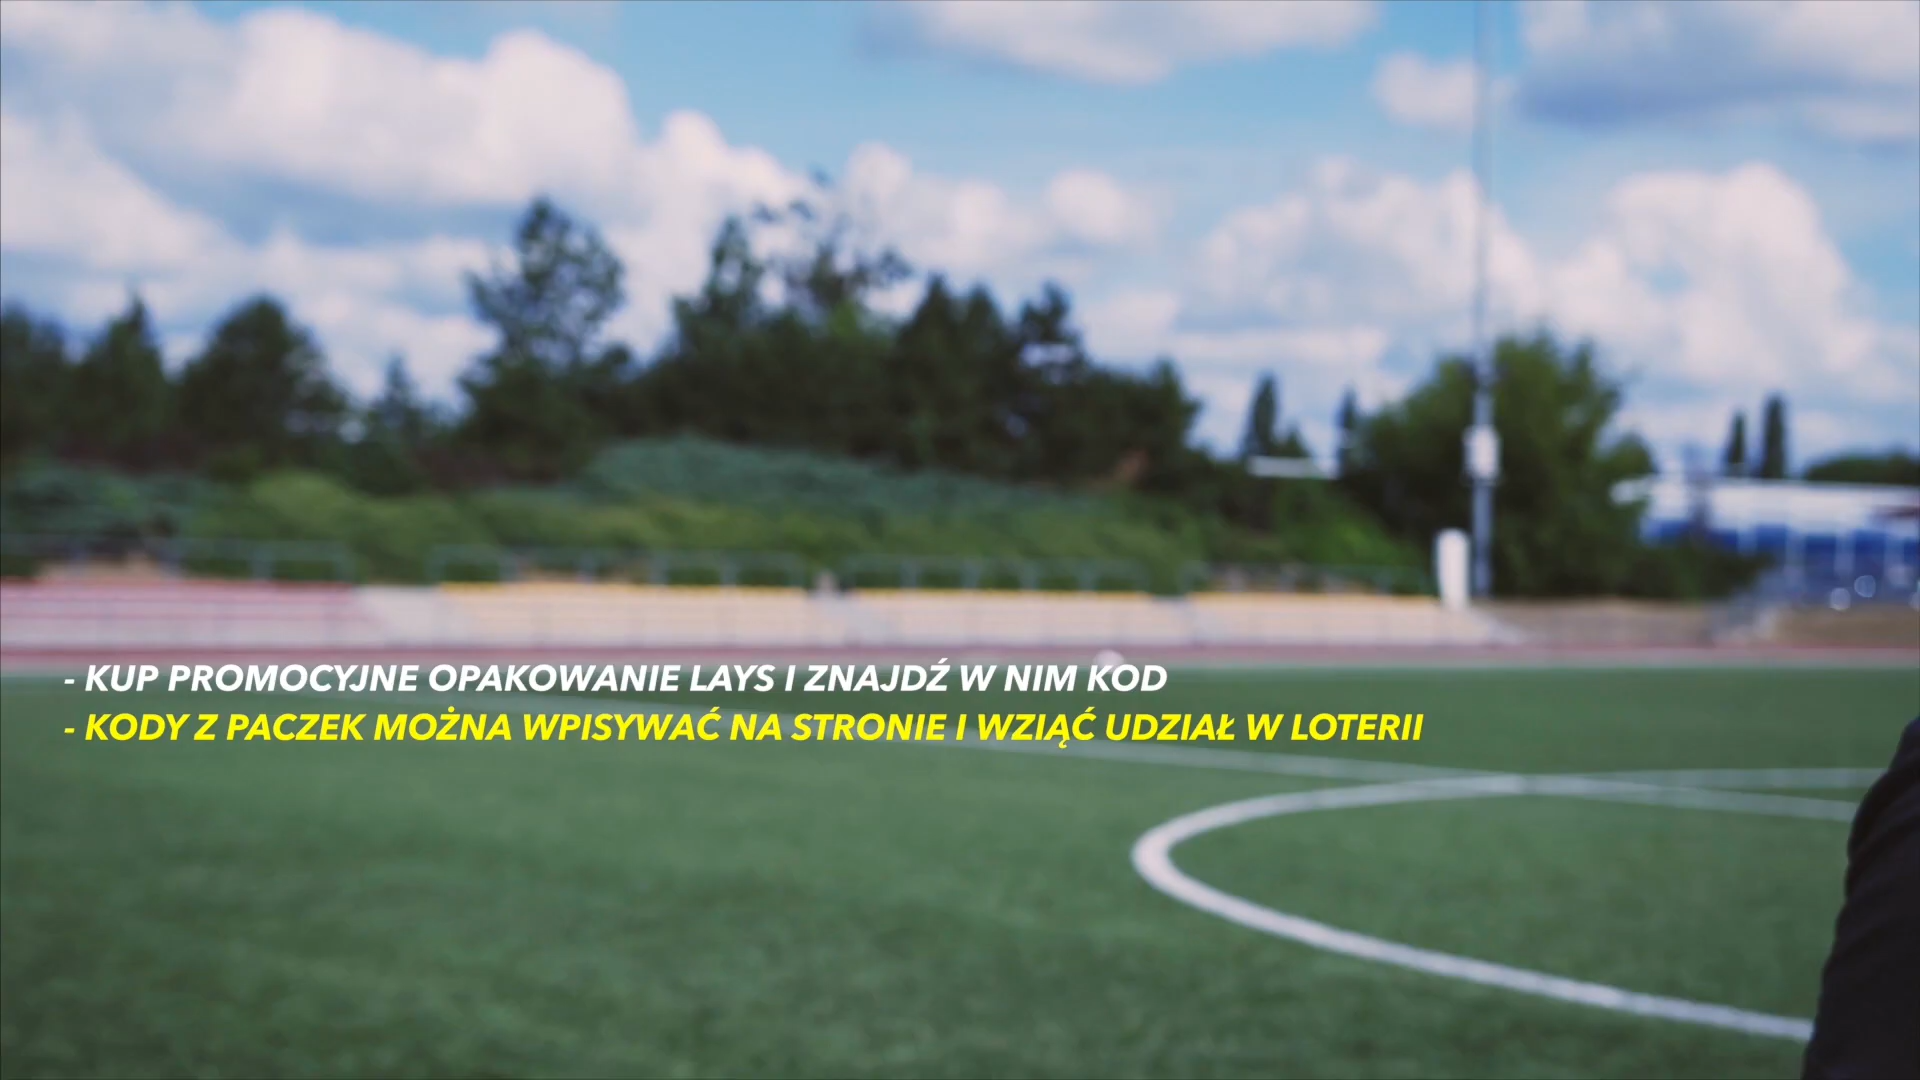 - KUP PROMOCYJNE OPAKOWANIE LAYS I ZNAJDŹ W NIM KOD
- KODY Z PACZEK MOŻNA WPISYWAĆ NA STRONIE I WZIĄĆ UDZIAŁ W LOTERII